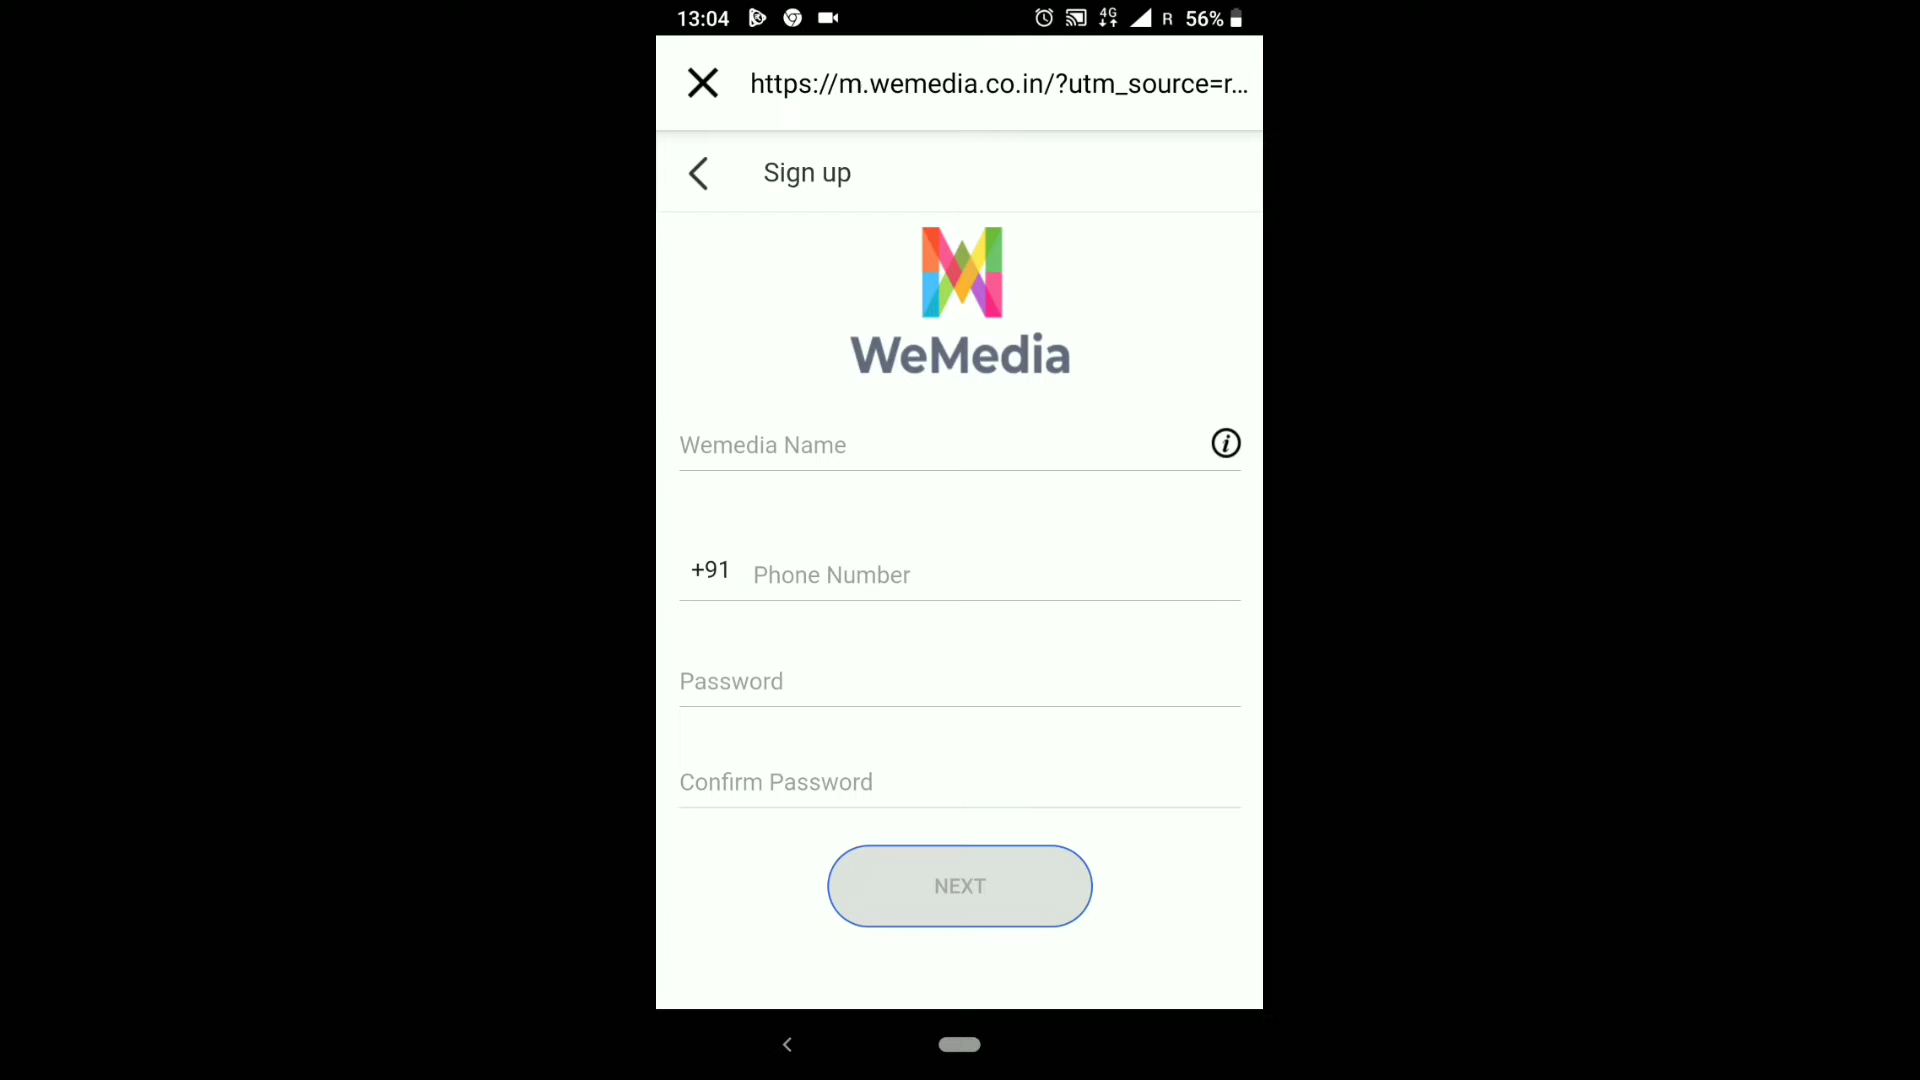 13:04 4G R 56%
https://m.wemedia.co.in/?utm_source=r...
Sign up
WeMedia
Wemedia Name
+91 Phone Number
Password
Confirm Password
NEXT